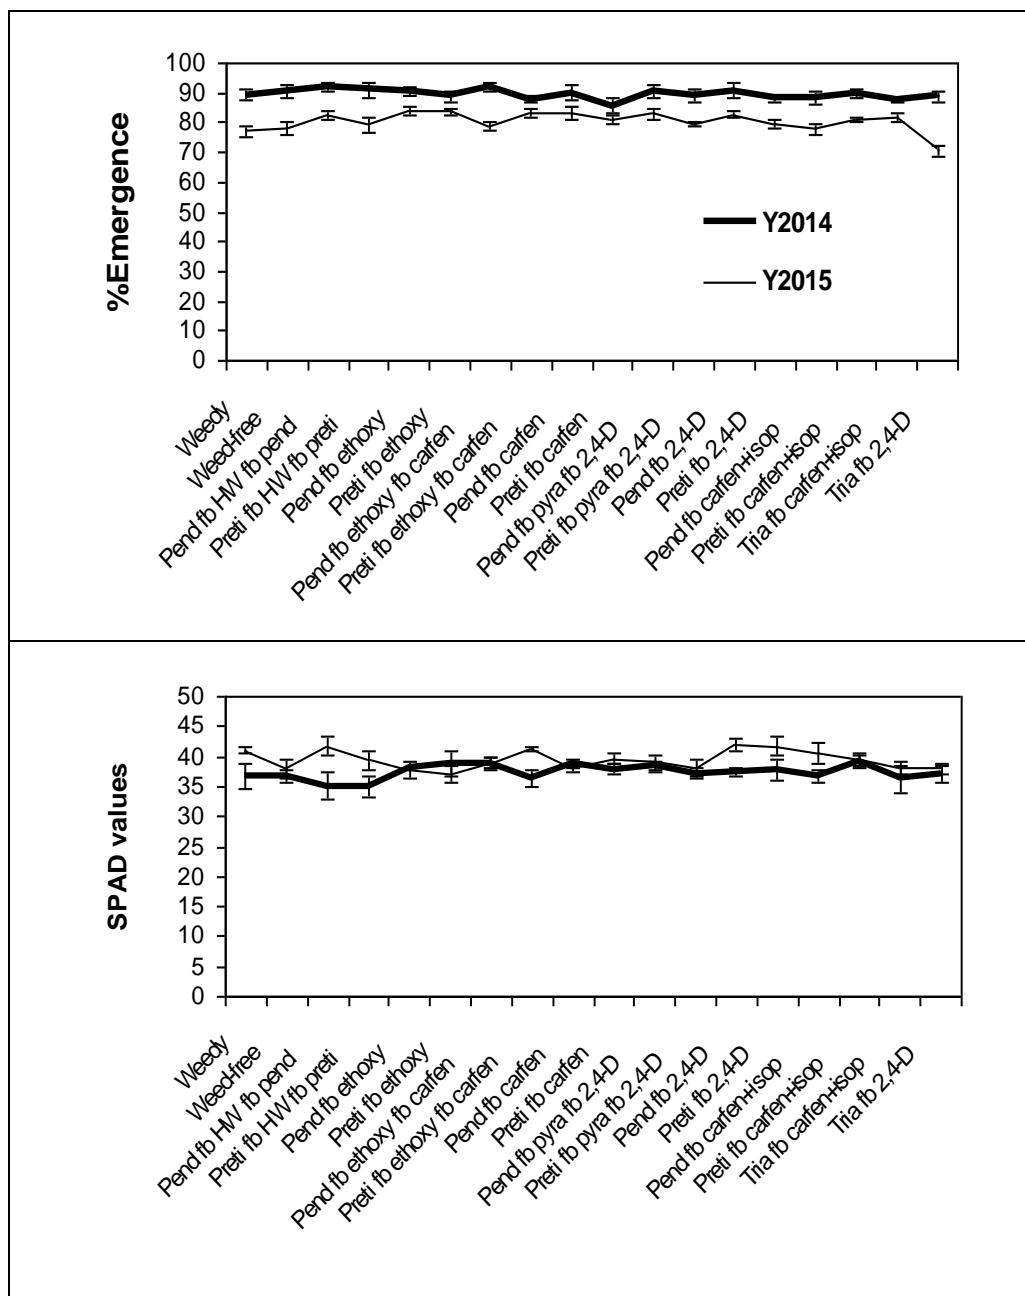 100
90
80
70
60
50
40
30
20
10
0
%Emergence
Y2014
Y2015
Weedy
Weed-free
Pend fb HW fb pend
Preti fb HW fb preti
Pend fb ethoxy
Preti fb ethoxy
Pend fb ethoxy fb carfen
Preti fb ethoxy fb carfen
Pend fb carfen
Preti fb carfen
Pend fb pyra fb 2,4-D
Preti fb pyra fb 2,4-D
Pend fb 2,4-D
Preti fb 2,4-D
Pend fb carfen+isop
Preti fb carfen+isop
Tria fb carfen+isop
Tria fb 2,4-D
50
45
40
35
30
25
20
15
10
5
0
SPAD values
Weedy
Weed-free
Pend fb HW fb pend
Preti fb HW fb preti
Pend fb ethoxy
Preti fb ethoxy
Pend fb ethoxy fb carfen
Preti fb ethoxy fb carfen
Pend fb carfen
Preti fb carfen
Pend fb pyra fb 2,4-D
Preti fb pyra fb 2,4-D
Pend fb 2,4-D
Preti fb 2,4-D
Pend fb carfen+isop
Preti fb carfen+isop
Tria fb carfen+isop
Tria fb 2,4-D